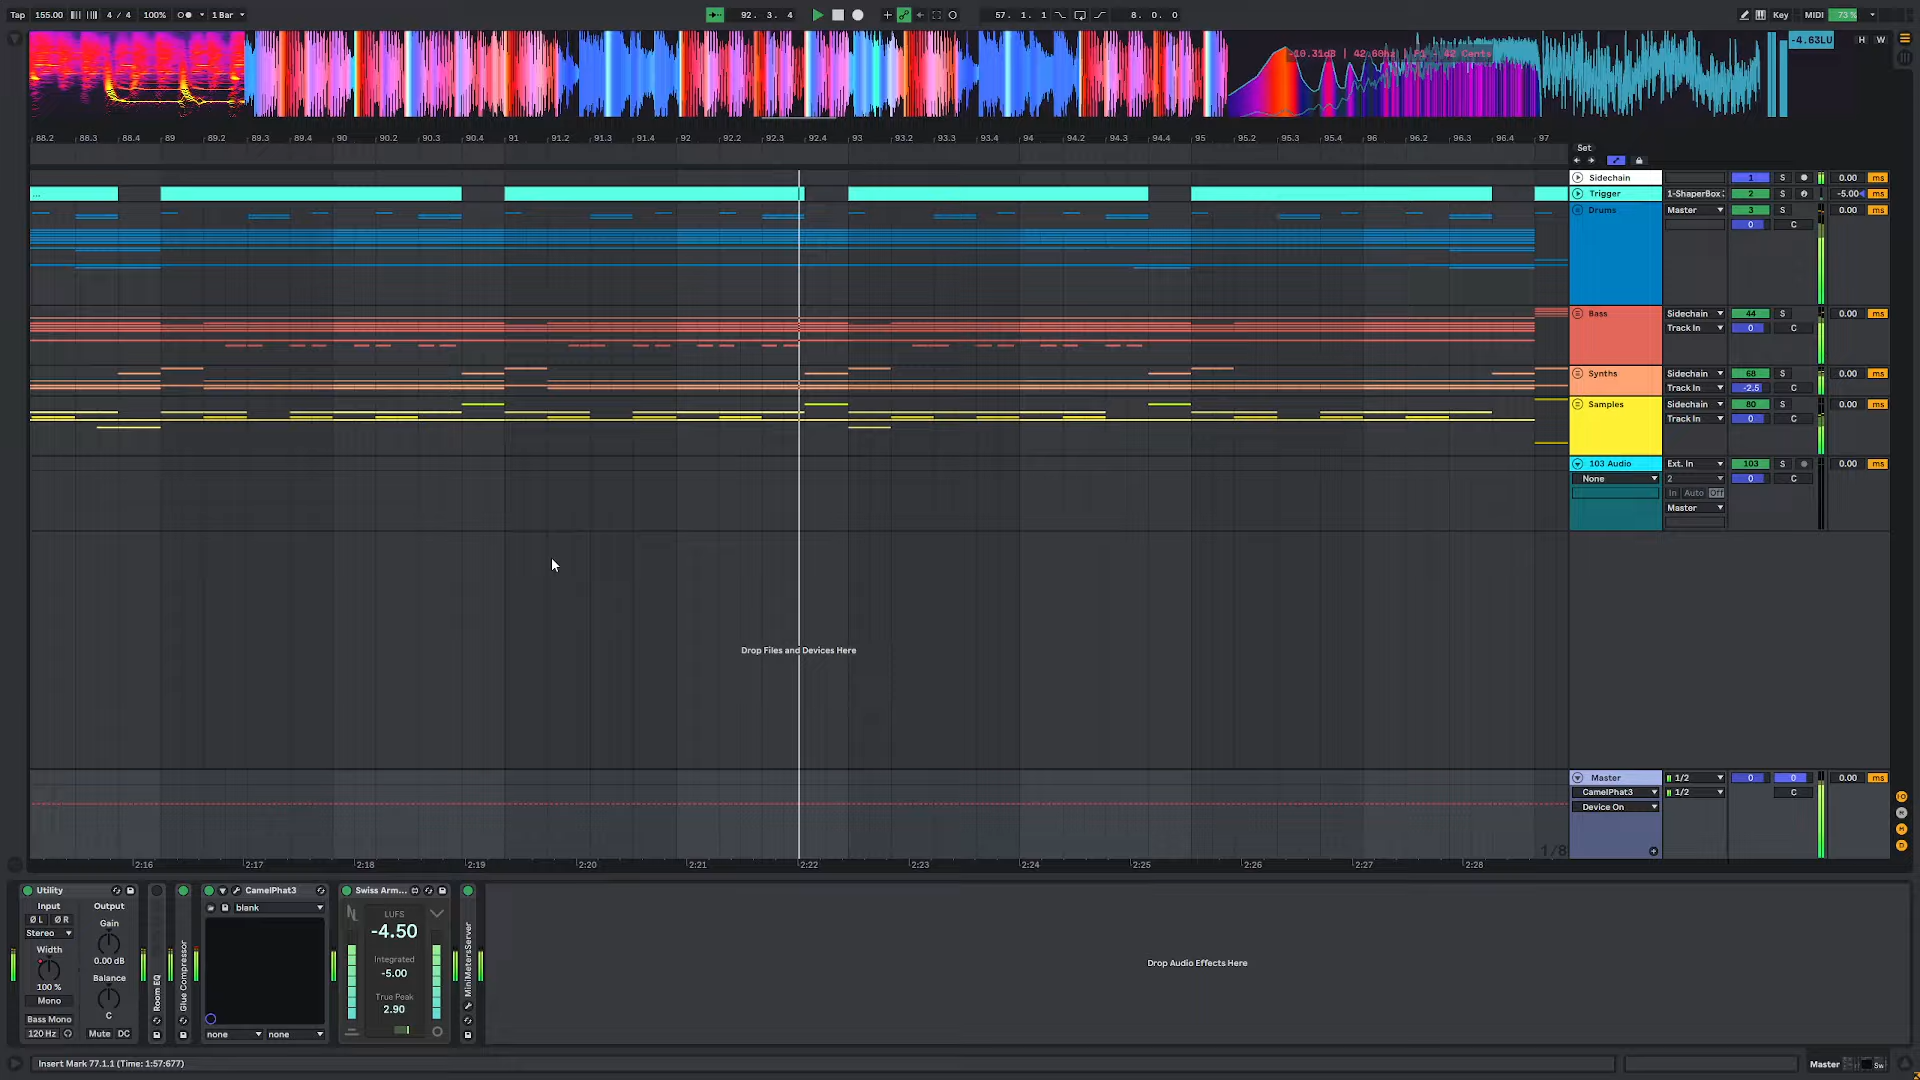 Tap 155.00 4 / 4 100% 1 Bar 92. 3. 4 57. 1. 1 8. 0. 0 Key MIDI 73 %
-10.31dB | 42.60hz | F1 - 42 Cents -4.63LU H W
88.2 88.3 88.4 89 89.2 89.3 89.4 90 90.2 90.3 90.4 91 91.2 91.3 91.4 92 92.2 92.3 92.4 93 93.2 93.3 93.4 94 94.2 94.3 94.4 95 95.2 95.3 95.4 96 96.2 96.3 96.4 97
Set
Sidechain 1 S 0.00 ms
... Trigger 1-ShaperBox 2 S -5.00 ms
Drums Master 3 S 0.00 ms
0 C
Bass Sidechain 44 S 0.00 ms
Track In 0 C
Synths Sidechain 68 S 0.00 ms
Track In -2.5 C
Samples Sidechain 80 S 0.00 ms
Track In 0 C
103 Audio Ext. In 103 S 0.00 ms
None 2 0 C
In Auto Off
Master
Drop Files and Devices Here
Master 1/2 0 0 0.00 ms
CamelPhat3 1/2 C
Device On
1/8
2:16 2:17 2:18 2:19 2:20 2:21 2:22 2:23 2:24 2:25 2:26 2:27 2:28
Utility
Input Output
Ø L Ø R Gain
Stereo
Width 0.00 dB
Balance
100 %
Mono C
Bass Mono
120 Hz Mute DC
Room EQ
Glue Compressor
CamelPhat3
blank
none none
Swiss Arm...
LUFS
-4.50
Integrated
-5.00
True Peak
2.90
MiniMetersServer
Drop Audio Effects Here
Insert Mark 77.1.1 (Time: 1:57:677) Master Sw